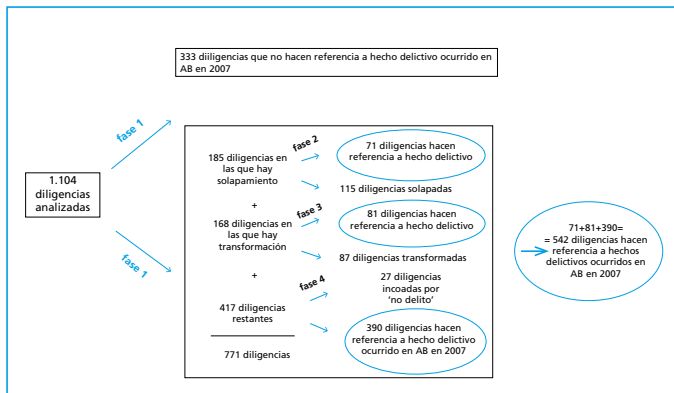 333 diiligencias que no hacen referencia a hecho delictivo ocurrido en
AB en 2007
fase 1
1.104
diligencias
analizadas
fase 1
185 diligencias en
las que hay
solapamiento
fase 2
71 diligencias hacen
referencia a hecho delictivo
115 diligencias solapadas
+
168 diligencias en
las que hay
transformación
fase 3
81 diligencias hacen
referencia a hecho delictivo
87 diligencias transformadas
+
417 diligencias
restantes
fase 4
27 diligencias
incoadas por
‘no delito’
390 diligencias hacen
referencia a hecho delictivo
ocurrido en AB en 2007
771 diligencias
71+81+390=
= 542 diligencias hacen
referencia a hechos
delictivos ocurridos en
AB en 2007